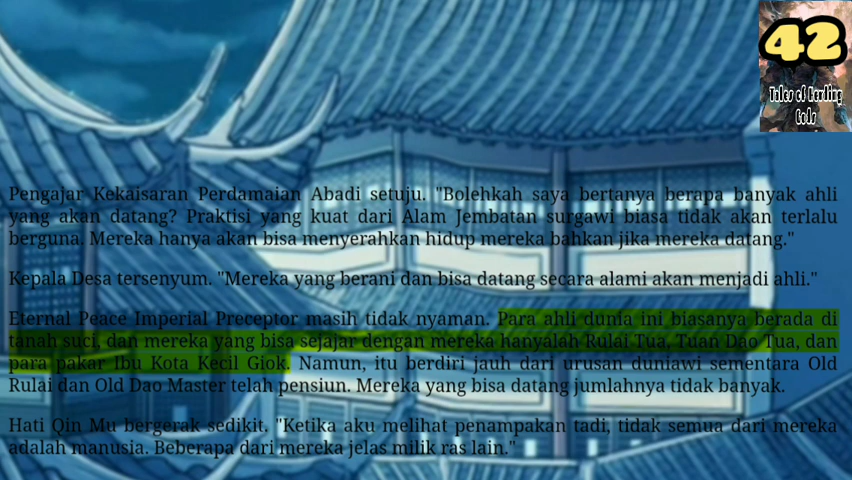 42
Tales of Herding
Gods
Pengajar Kekaisaran Perdamaian Abadi setuju. "Bolehkah saya bertanya berapa banyak ahli
yang akan datang? Praktisi yang kuat dari Alam Jembatan surgawi biasa tidak akan terlalu
berguna. Mereka hanya akan bisa menyerahkan hidup mereka bahkan jika mereka datang."
Kepala Desa tersenyum. "Mereka yang berani dan bisa datang secara alami akan menjadi ahli."
Eternal Peace Imperial Preceptor masih tidak nyaman. Para ahli dunia ini biasanya berada di
tanah suci, dan mereka yang bisa sejajar dengan mereka hanyalah Rulai Tua, Tuan Dao Tua, dan
para pakar Ibu Kota Kecil Giok. Namun, itu berdiri jauh dari urusan duniawi sementara Old
Rulai dan Old Dao Master telah pensiun. Mereka yang bisa datang jumlahnya tidak banyak.
Hati Qin Mu bergerak sedikit. "Ketika aku melihat penampakan tadi, tidak semua dari mereka
adalah manusia. Beberapa dari mereka jelas milik ras lain."